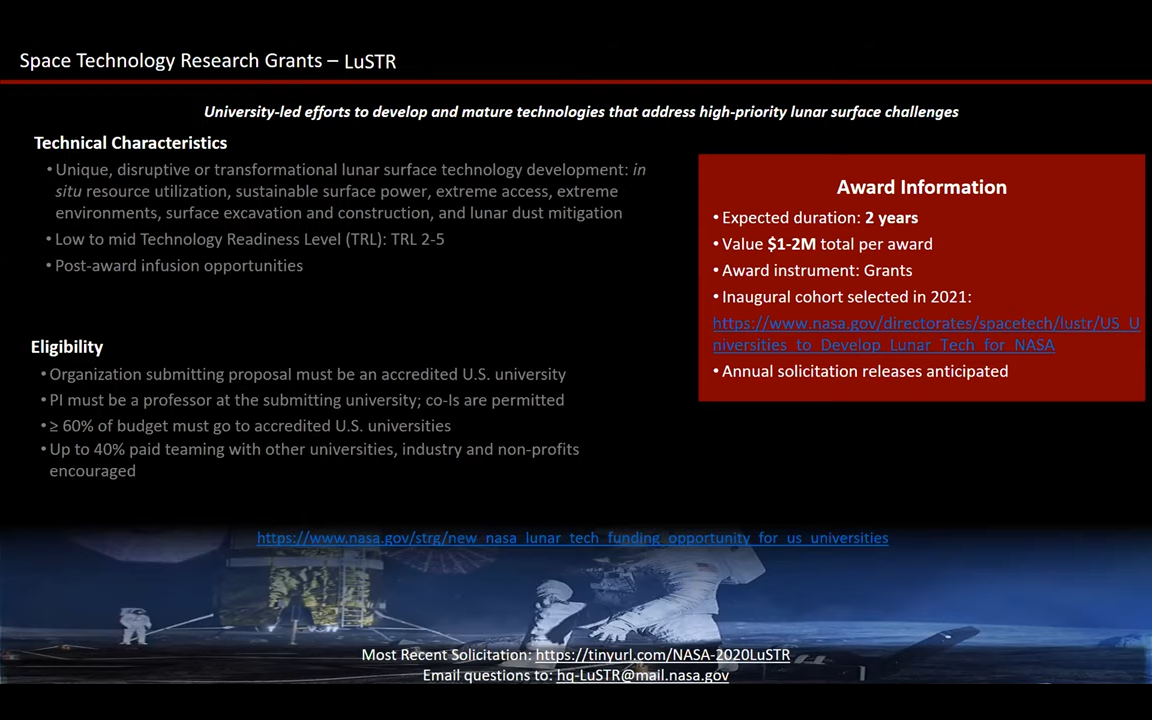 Space Technology Research Grants – LuSTR
University-led efforts to develop and mature technologies that address high-priority lunar surface challenges
Technical Characteristics
• Unique, disruptive or transformational lunar surface technology development: in
situ resource utilization, sustainable surface power, extreme access, extreme
environments, surface excavation and construction, and lunar dust mitigation
• Low to mid Technology Readiness Level (TRL): TRL 2-5
• Post-award infusion opportunities
Eligibility
• Organization submitting proposal must be an accredited U.S. university
• PI must be a professor at the submitting university; co-Is are permitted
• ≥ 60% of budget must go to accredited U.S. universities
• Up to 40% paid teaming with other universities, industry and non-profits
encouraged
Award Information
• Expected duration: 2 years
• Value $1-2M total per award
• Award instrument: Grants
• Inaugural cohort selected in 2021:
https://www.nasa.gov/directorates/spacetech/lustr/US_U
niversities_to_Develop_Lunar_Tech_for_NASA
• Annual solicitation releases anticipated
https://www.nasa.gov/strg/new_nasa_lunar_tech_funding_opportunity_for_us_universities
Most Recent Solicitation: https://tinyurl.com/NASA-2020LuSTR
Email questions to: hq-LuSTR@mail.nasa.gov